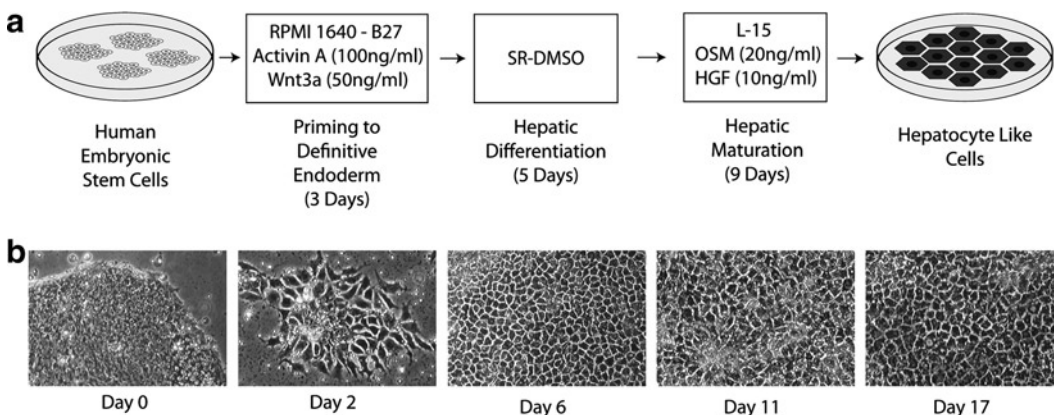 a
RPMI 1640 - B27
Activin A (100ng/ml)
Wnt3a (50ng/ml)
SR-DMSO
L-15
OSM (20ng/ml)
HGF (10ng/ml)
Human
Embryonic
Stem Cells
Priming to
Definitive
Endoderm
(3 Days)
Hepatic
Differentiation
(5 Days)
Hepatic
Maturation
(9 Days)
Hepatocyte Like
Cells
b
Day 0
Day 2
Day 6
Day 11
Day 17